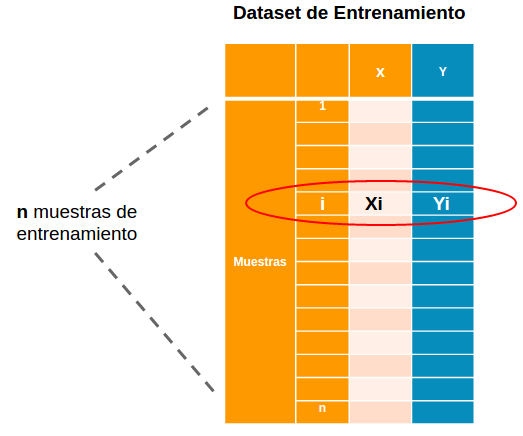 Dataset de Entrenamiento
x
Y
1
i
Xi
Yi
n muestras de
entrenamiento
Muestras
n